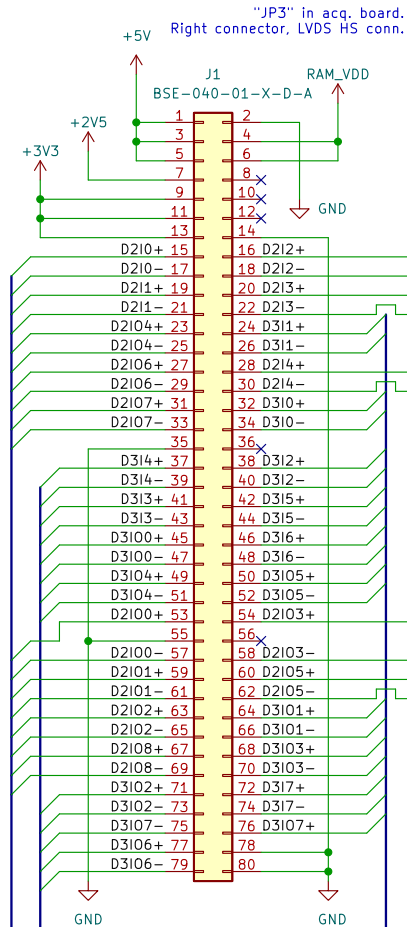 "JP3" in acq. board.
Right connector, LVDS HS conn.
+5V
J1
RAM_VDD
BSE-040-01-X-D-A
+2V5
+3V3
1 2
3 4
5 6
7 8
9 10
11 12
GND
13 14
D2I0+ 15 16 D2I2+
D2I0- 17 18 D2I2-
D2I1+ 19 20 D2I3+
D2I1- 21 22 D2I3-
D2IO4+ 23 24 D3I1+
D2IO4- 25 26 D3I1-
D2IO6+ 27 28 D2I4+
D2IO6- 29 30 D2I4-
D2IO7+ 31 32 D3I0+
D2IO7- 33 34 D3I0-
35 36
D3I4+ 37 38 D3I2+
D3I4- 39 40 D3I2-
D3I3+ 41 42 D3I5+
D3I3- 43 44 D3I5-
D3IO0+ 45 46 D3I6+
D3IO0- 47 48 D3I6-
D3IO4+ 49 50 D3IO5+
D3IO4- 51 52 D3IO5-
D2IO0+ 53 54 D2IO3+
55 56
D2IO0- 57 58 D2IO3-
D2IO1+ 59 60 D2IO5+
D2IO1- 61 62 D2IO5-
D2IO2+ 63 64 D3IO1+
D2IO2- 65 66 D3IO1-
D2IO8+ 67 68 D3IO3+
D2IO8- 69 70 D3IO3-
D3IO2+ 71 72 D3I7+
D3IO2- 73 74 D3I7-
D3IO7- 75 76 D3IO7+
D3IO6+ 77 78
D3IO6- 79 80
GND GND